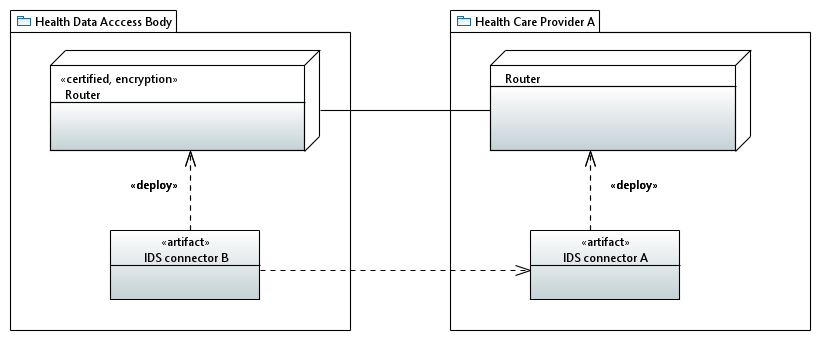 Health Data Acccess Body
Health Care Provider A
«certified, encryption»
Router
Router
«deploy»
«deploy»
«artifact»
IDS connector B
«artifact»
IDS connector A